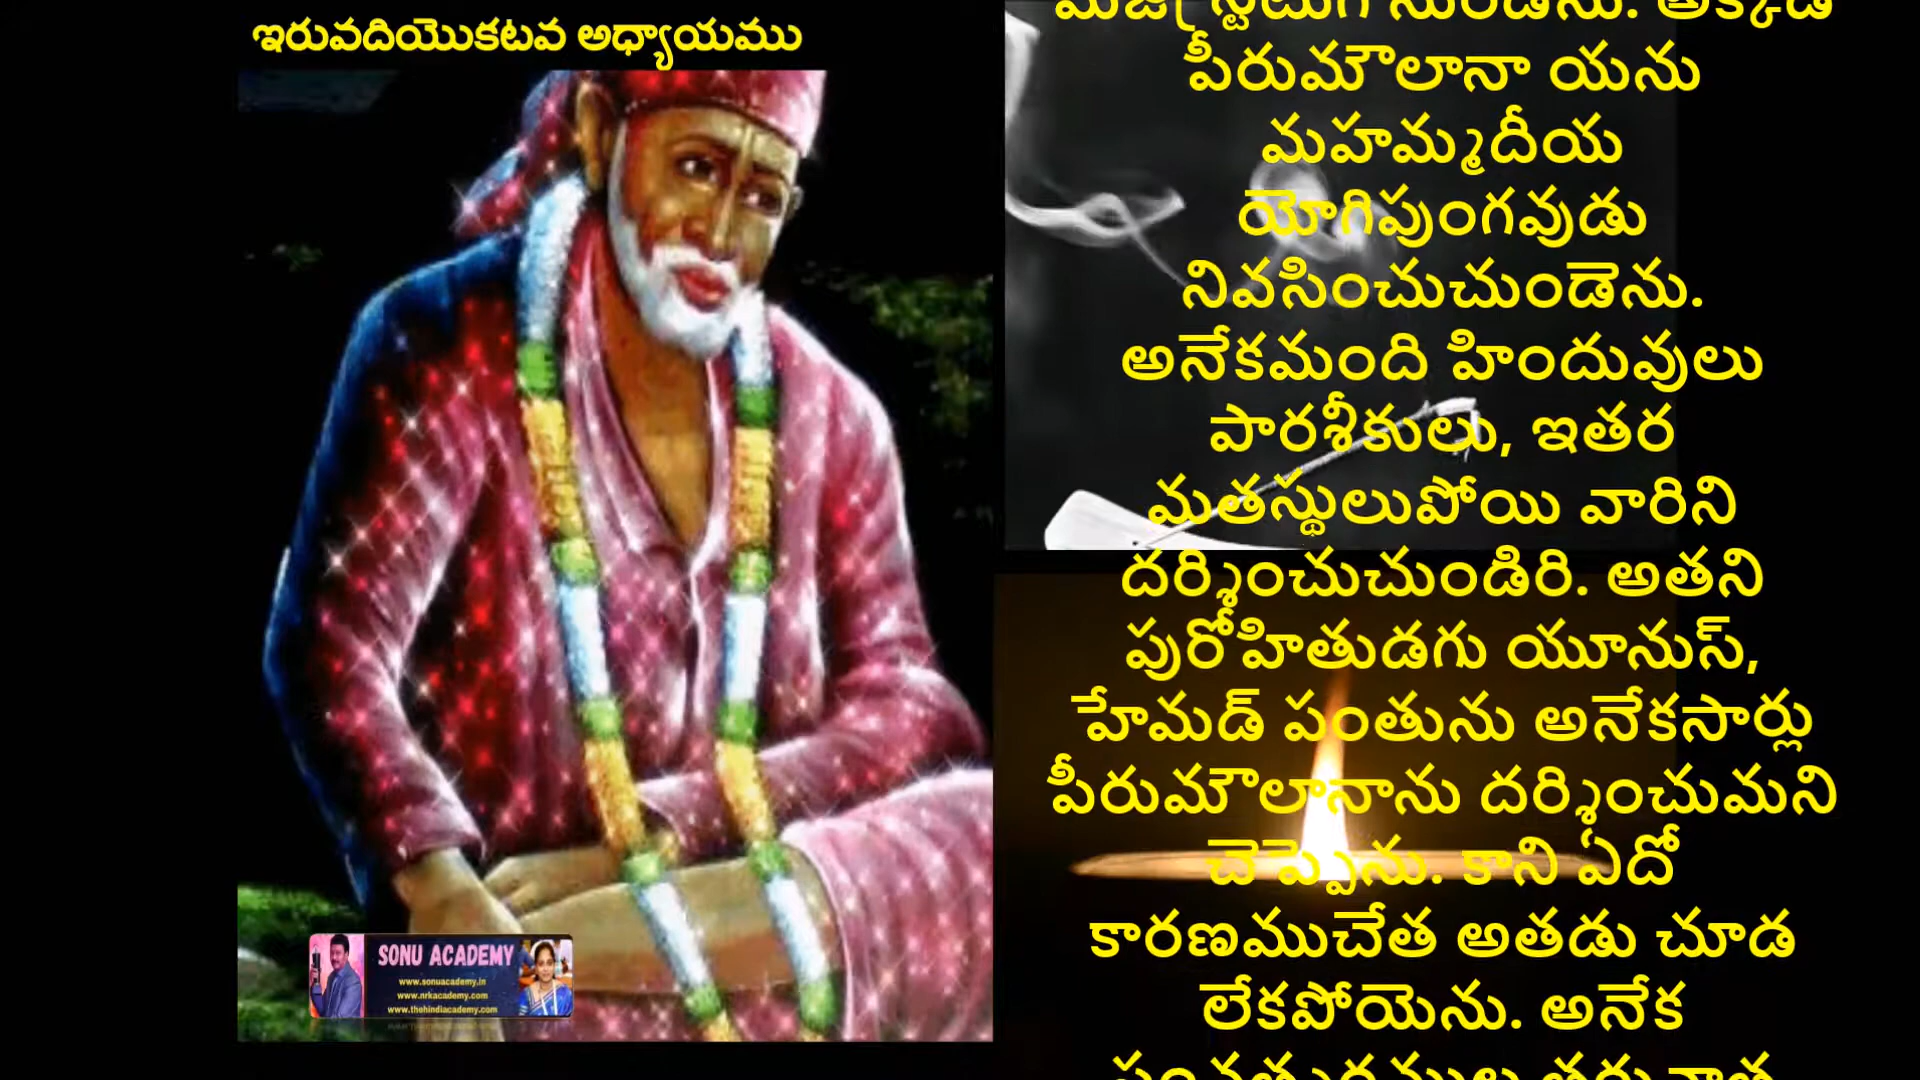 ఇరువదియొకటవ అధ్యాయము
నుండెను. అక్కడ
పీరుమౌలానా యను
మహమ్మదీయ
యోగిపుంగవుడు
నివసించుచుండెను.
అనేకమంది హిందువులు
పారశీకులు, ఇతర
మతస్థులుపోయి వారిని
దర్శించుచుండిరి. అతని
పురోహితుడగు యూనుస్,
హేమడ్ పంతును అనేకసార్లు
పీరుమౌలానాను దర్శించుమని
చెప్పెను. కాని ఏదో
కారణముచేత అతడు చూడ
లేకపోయెను. అనేక
SONU ACADEMY
www.sonuacademy.in
www.nrkacademy.com
www.thehindiacademy.com